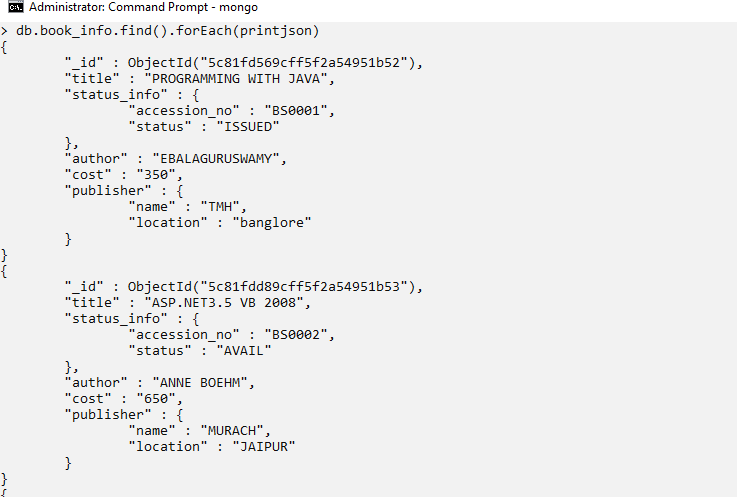 Administrator: Command Prompt - mongo
> db.book_info.find().forEach(printjson)
{
        "_id" : ObjectId("5c81fd569cff5f2a54951b52"),
        "title" : "PROGRAMMING WITH JAVA",
        "status_info" : {
                "accession_no" : "BS0001",
                "status" : "ISSUED"
        },
        "author" : "EBALAGURUSWAMY",
        "cost" : "350",
        "publisher" : {
                "name" : "TMH",
                "location" : "banglore"
        }
}
{
        "_id" : ObjectId("5c81fdd89cff5f2a54951b53"),
        "title" : "ASP.NET3.5 VB 2008",
        "status_info" : {
                "accession_no" : "BS0002",
                "status" : "AVAIL"
        },
        "author" : "ANNE BOEHM",
        "cost" : "650",
        "publisher" : {
                "name" : "MURACH",
                "location" : "JAIPUR"
        }
}
{